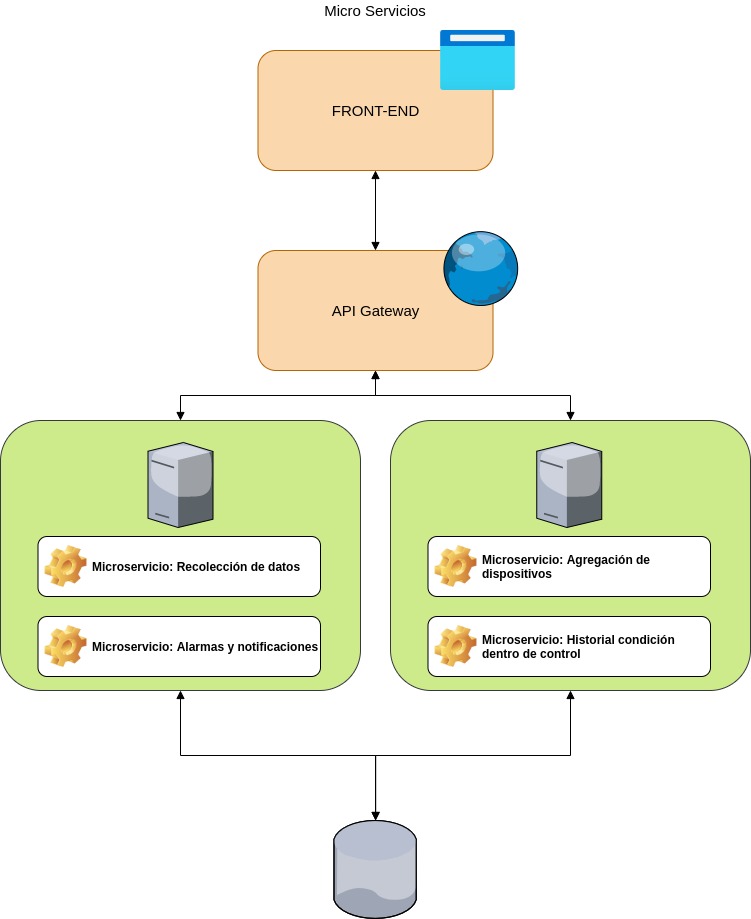 Micro Servicios
FRONT-END
API Gateway
Microservicio: Recolección de datos
Microservicio: Alarmas y notificaciones
Microservicio: Agregación de
dispositivos
Microservicio: Historial condición
dentro de control